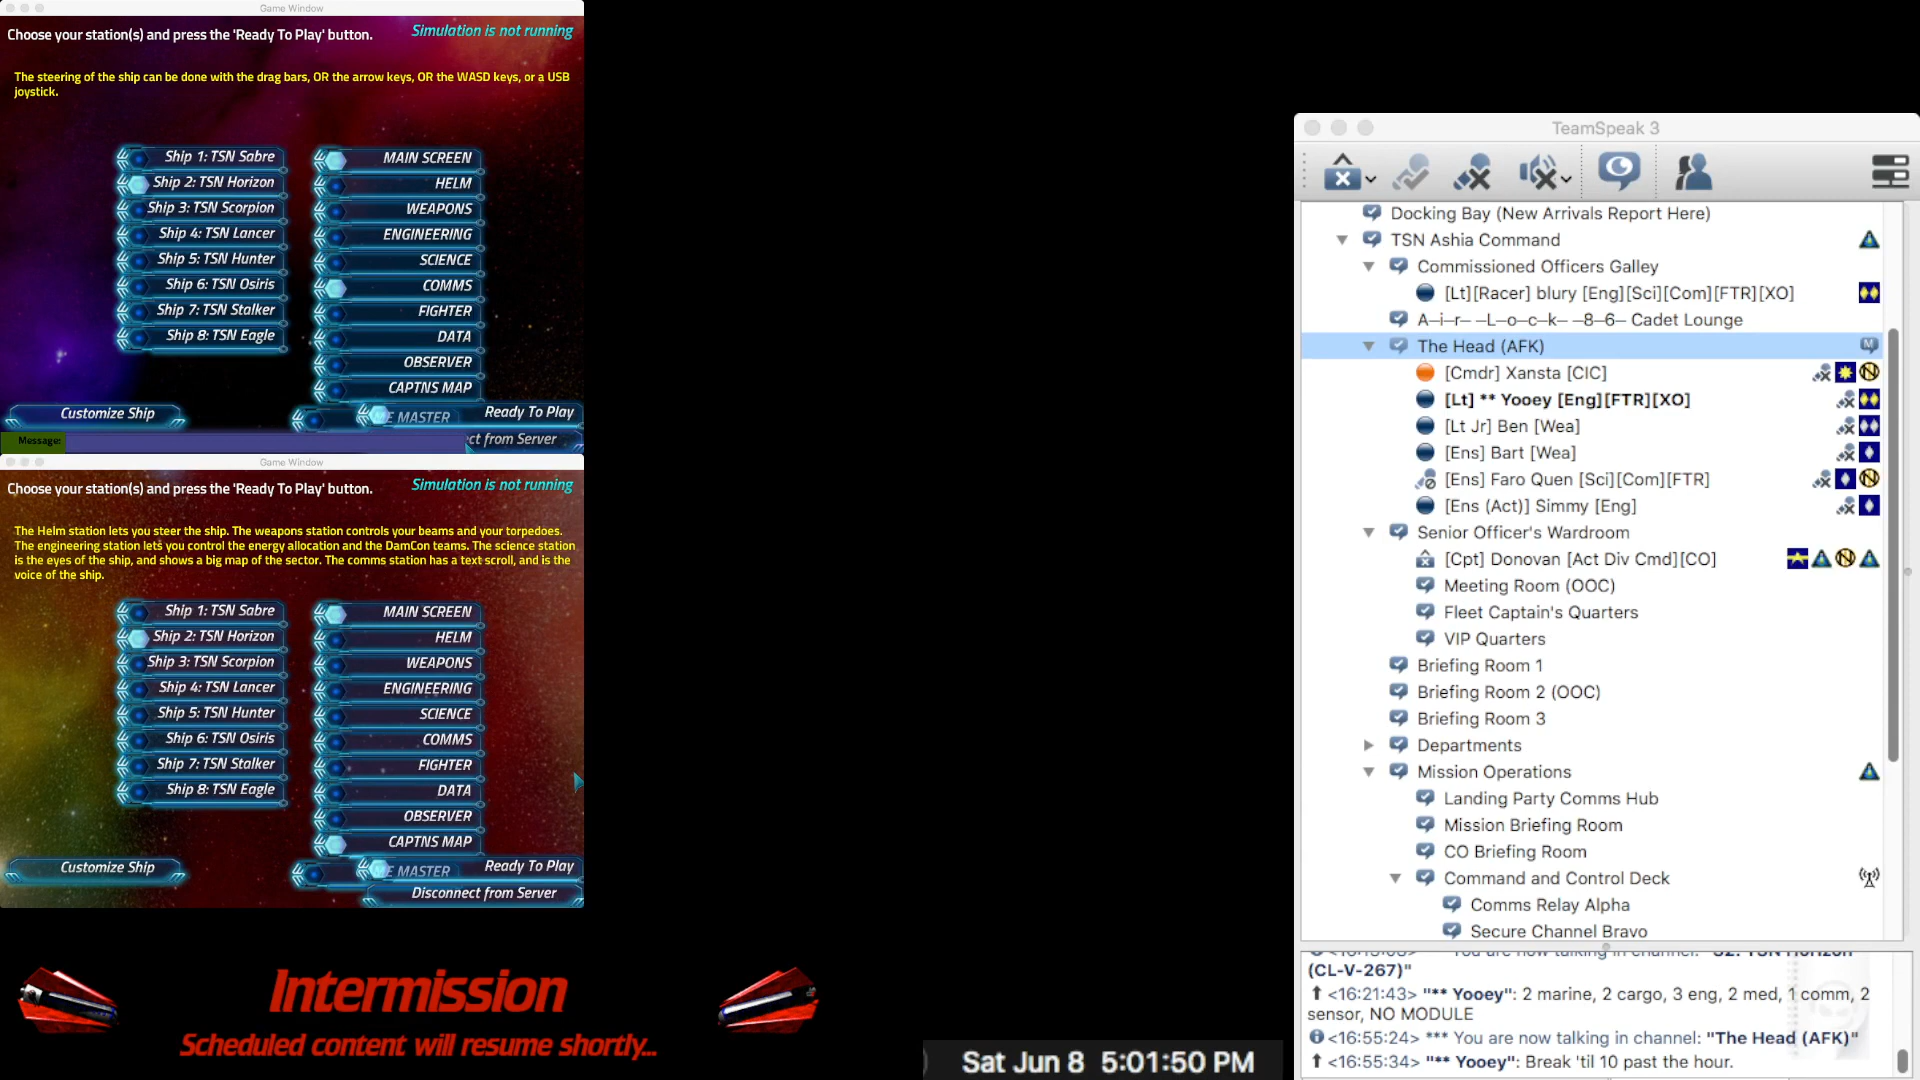 Game Window
Choose your station(s) and press the 'Ready To Play' button.
Simulation is not running
The steering of the ship can be done with the drag bars, OR the arrow keys, OR the WASD keys, or a USB
joystick.
Ship 1: TSN Sabre
Ship 2: TSN Horizon
Ship 3: TSN Scorpion
Ship 4: TSN Lancer
Ship 5: TSN Hunter
Ship 6: TSN Osiris
Ship 7: TSN Stalker
Ship 8: TSN Eagle
MAIN SCREEN
HELM
WEAPONS
ENGINEERING
SCIENCE
COMMS
FIGHTER
DATA
OBSERVER
CAPTNS MAP
Customize Ship
E MASTER
Ready To Play
Message:
ct from Server
Game Window
Choose your station(s) and press the 'Ready To Play' button.
Simulation is not running
The Helm station lets you steer the ship. The weapons station controls your beams and your torpedoes.
The engineering station lets you control the energy allocation and the DamCon teams. The science station
is the eyes of the ship, and shows a big map of the sector. The comms station has a text scroll, and is the
voice of the ship.
Ship 1: TSN Sabre
Ship 2: TSN Horizon
Ship 3: TSN Scorpion
Ship 4: TSN Lancer
Ship 5: TSN Hunter
Ship 6: TSN Osiris
Ship 7: TSN Stalker
Ship 8: TSN Eagle
MAIN SCREEN
HELM
WEAPONS
ENGINEERING
SCIENCE
COMMS
FIGHTER
DATA
OBSERVER
CAPTNS MAP
Customize Ship
E MASTER
Ready To Play
Disconnect from Server
Intermission
Scheduled content will resume shortly...
Sat Jun 8 5:01:50 PM
TeamSpeak 3
Docking Bay (New Arrivals Report Here)
TSN Ashia Command
Commissioned Officers Galley
[Lt][Racer] blury [Eng][Sci][Com][FTR][XO]
A–i–r– –L–o–c–k– –8–6– Cadet Lounge
The Head (AFK)
M
[Cmdr] Xansta [CIC]
[Lt] ** Yooey [Eng][FTR][XO]
[Lt Jr] Ben [Wea]
[Ens] Bart [Wea]
[Ens] Faro Quen [Sci][Com][FTR]
[Ens (Act)] Simmy [Eng]
Senior Officer's Wardroom
[Cpt] Donovan [Act Div Cmd][CO]
Meeting Room (OOC)
Fleet Captain's Quarters
VIP Quarters
Briefing Room 1
Briefing Room 2 (OOC)
Briefing Room 3
Departments
Mission Operations
Landing Party Comms Hub
Mission Briefing Room
CO Briefing Room
Command and Control Deck
Comms Relay Alpha
Secure Channel Bravo
You are now talking in channel: TSN Horizon
(CL-V-267)"
<16:21:43> "** Yooey": 2 marine, 2 cargo, 3 eng, 2 med, 1 comm, 2
sensor, NO MODULE
<16:55:24> *** You are now talking in channel: "The Head (AFK)"
<16:55:34> "** Yooey": Break 'til 10 past the hour.